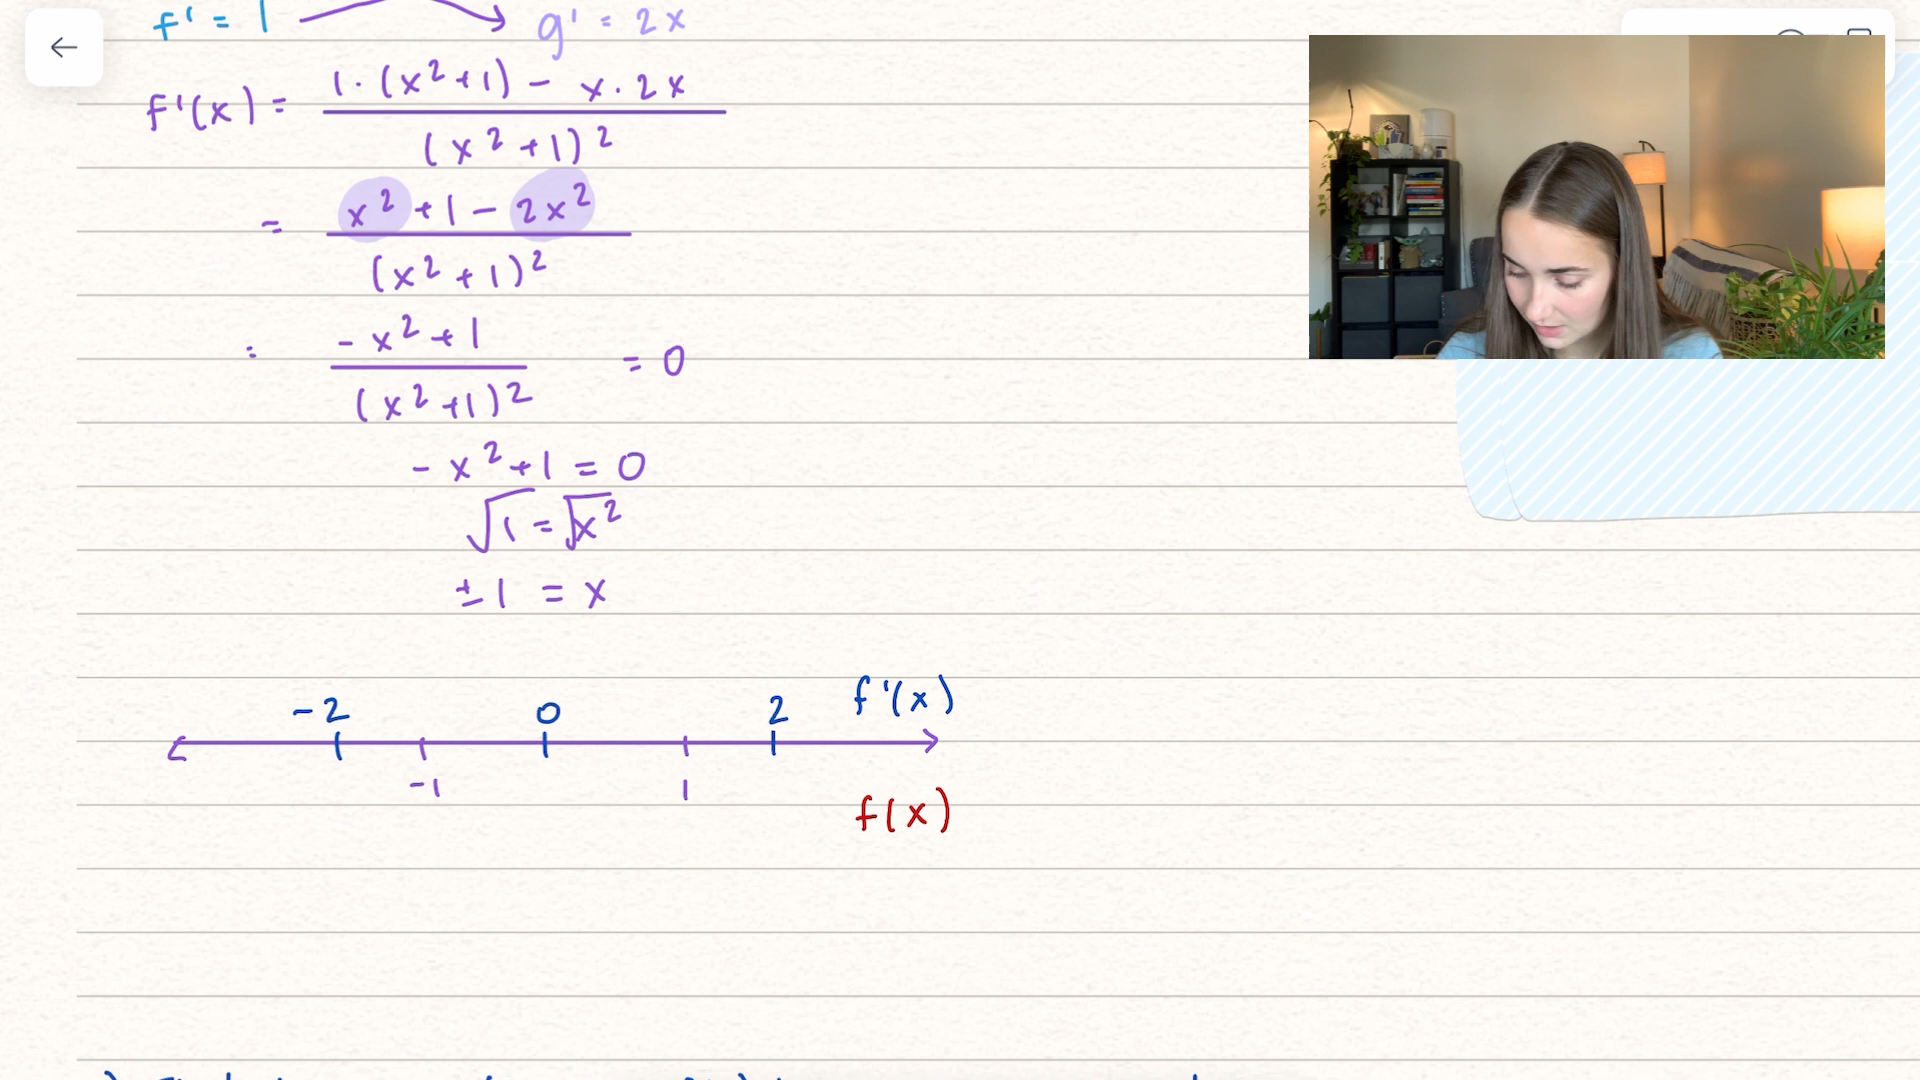 f' = 1 g' = 2x
f'(x) = 1·(x²+1) - x·2x
(x²+1)²
= x²+1-2x²
(x²+1)²
= -x²+1 = 0
(x²+1)²
-x²+1 = 0
√1 = √x²
±1 = x
-2 0 2 f'(x)
-1 1 f(x)